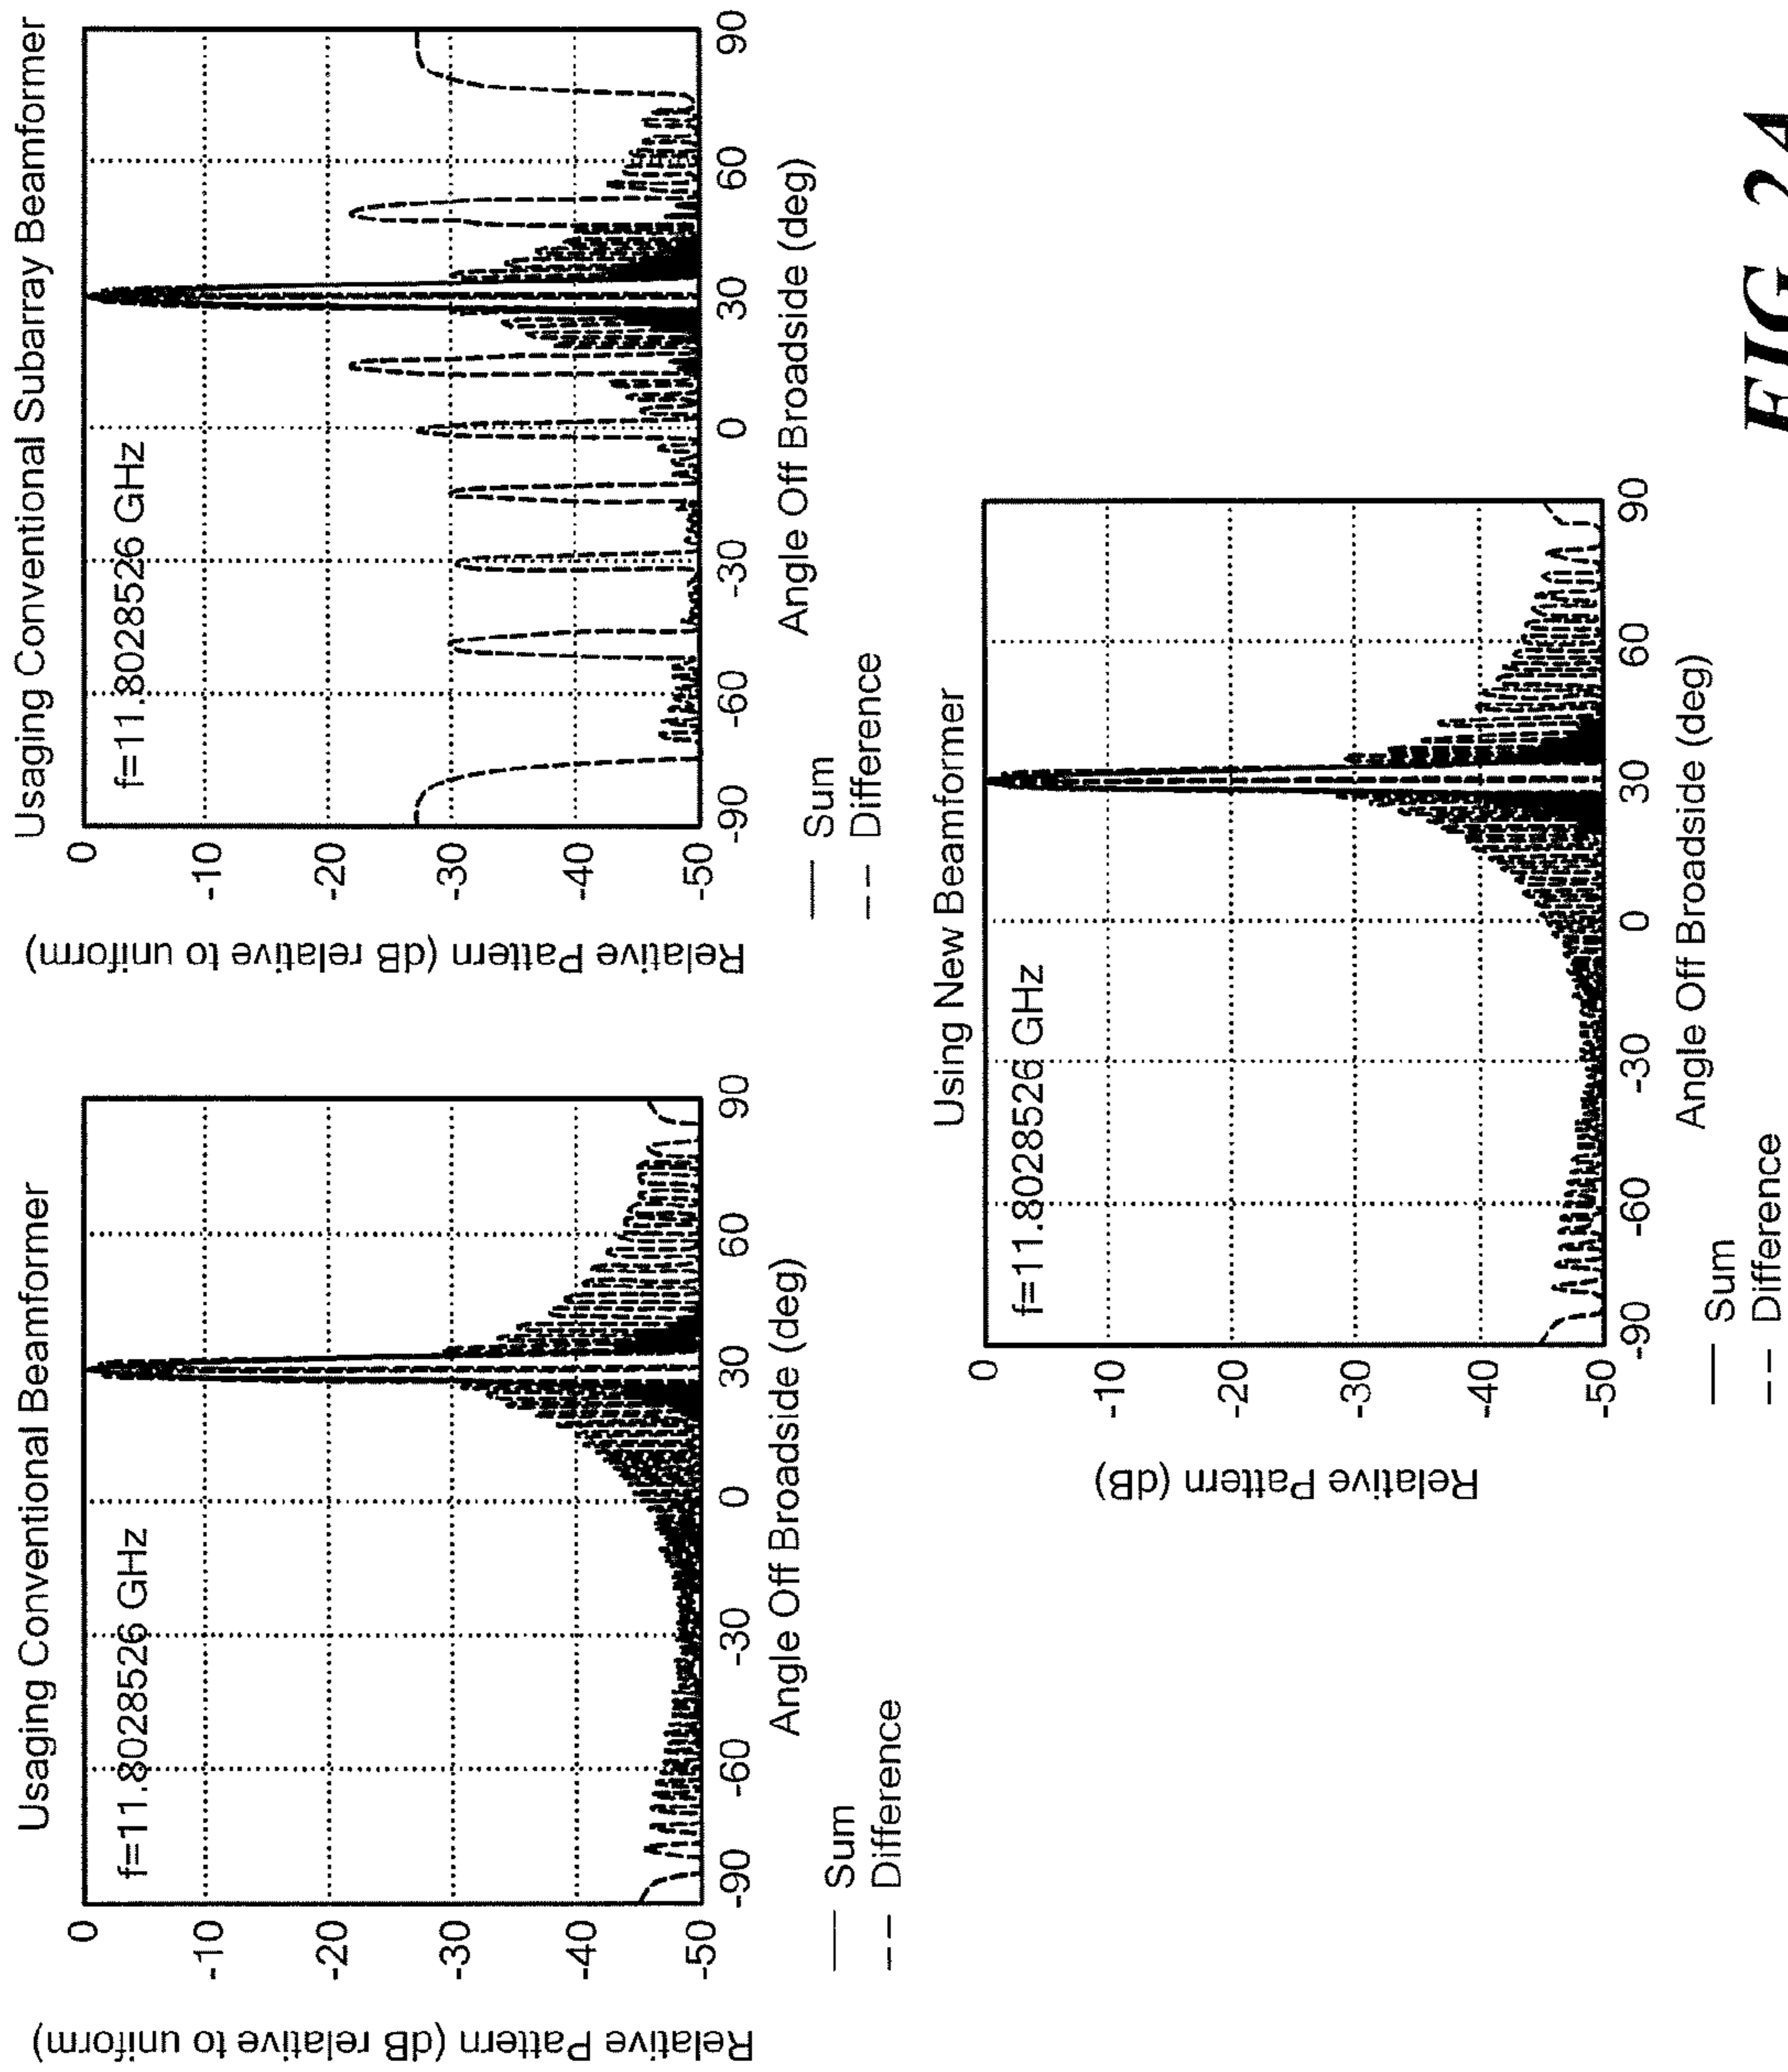 Usaging Conventional Beamformer
f=11.8028526 GHz
Relative Pattern (dB relative to uniform)
0
-10
-20
-30
-40
-50
-90 -60 -30 0 30 60 90
Angle Off Broadside (deg)
Sum
Difference
Usaging Conventional Subarray Beamformer
f=11.8028526 GHz
Relative Pattern (dB relative to uniform)
0
-10
-20
-30
-40
-50
-90 -60 -30 0 30 60 90
Angle Off Broadside (deg)
Sum
Difference
Using New Beamformer
f=11.8028526 GHz
Relative Pattern (dB)
0
-10
-20
-30
-40
-50
-90 -60 -30 0 30 60 90
Angle Off Broadside (deg)
Sum
Difference
FIG. 2A